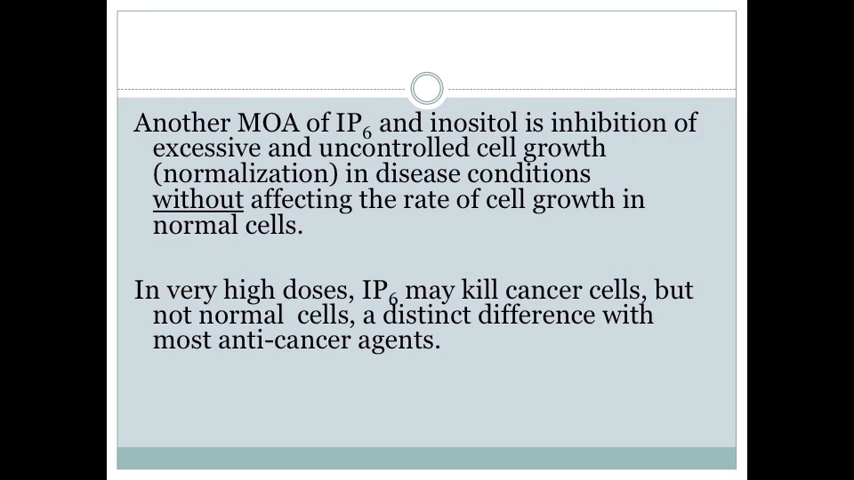 Another MOA of IP₆ and inositol is inhibition of
excessive and uncontrolled cell growth
(normalization) in disease conditions
without affecting the rate of cell growth in
normal cells.
In very high doses, IP₆ may kill cancer cells, but
not normal  cells, a distinct difference with
most anti-cancer agents.